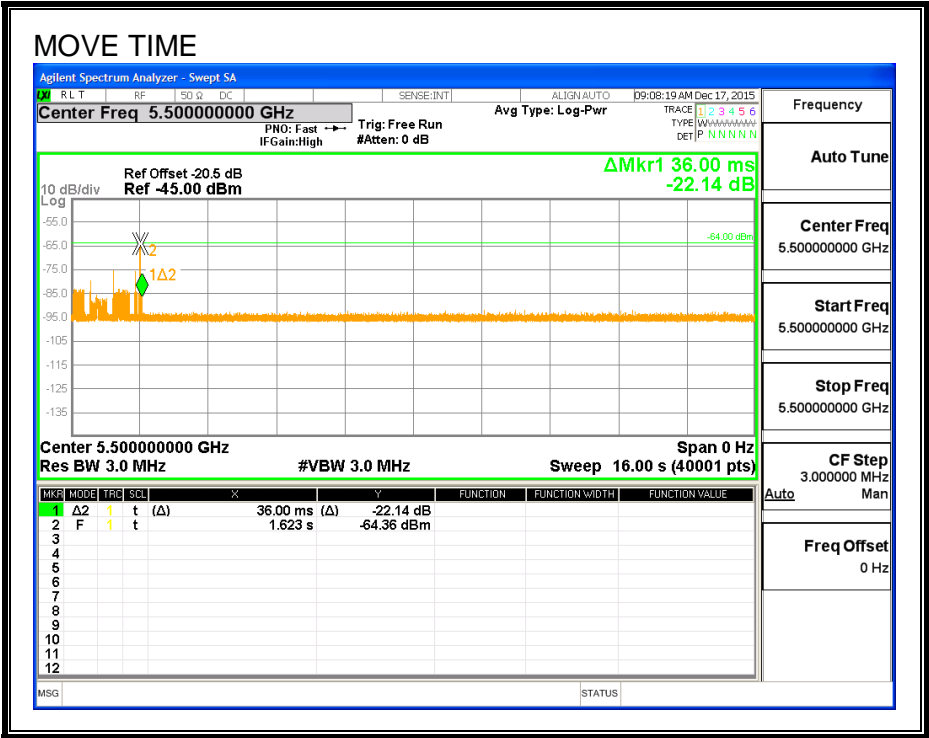 MOVE TIME
Agilent Spectrum Analyzer - Swept SA
LXI RLT RF 50 Ω DC SENSE:INT ALIGNAUTO 09:08:19 AM Dec 17, 2015
Center Freq 5.500000000 GHz
PNO: Fast
IFGain:High
Trig: Free Run
#Atten: 0 dB
Avg Type: Log-Pwr
TRACE 1 2 3 4 5 6
TYPE WWWWWWW
DET P N N N N N
ΔMkr1 36.00 ms
-22.14 dB
Ref Offset -20.5 dB
10 dB/div Ref -45.00 dBm
Log
-55.0
-65.0
-75.0
-85.0
-95.0
-105
-115
-125
-135
-64.00 dBm
2
1Δ2
Center 5.500000000 GHz Span 0 Hz
Res BW 3.0 MHz #VBW 3.0 MHz Sweep 16.00 s (40001 pts)
MKR MODE TRC SCL X Y FUNCTION FUNCTION WIDTH FUNCTION VALUE
1 Δ2 1 t (Δ) 36.00 ms (Δ) -22.14 dB
2 F 1 t 1.623 s -64.36 dBm
3
4
5
6
7
8
9
10
11
12
MSG STATUS
Frequency
Auto Tune
Center Freq
5.500000000 GHz
Start Freq
5.500000000 GHz
Stop Freq
5.500000000 GHz
CF Step
3.000000 MHz
Auto Man
Freq Offset
0 Hz